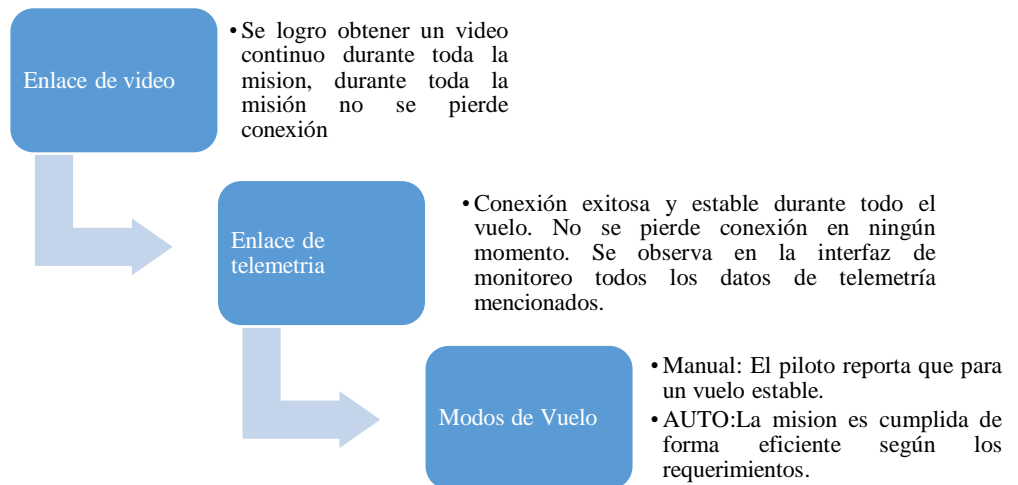 Enlace de video
• Se logro obtener un video
continuo durante toda la
mision, durante toda la
misión no se pierde
conexión
Enlace de
telemetria
• Conexión exitosa y estable durante todo el
vuelo. No se pierde conexión en ningún
momento. Se observa en la interfaz de
monitoreo todos los datos de telemetría
mencionados.
Modos de Vuelo
• Manual: El piloto reporta que para
un vuelo estable.
• AUTO:La mision es cumplida de
forma eficiente según los
requerimientos.